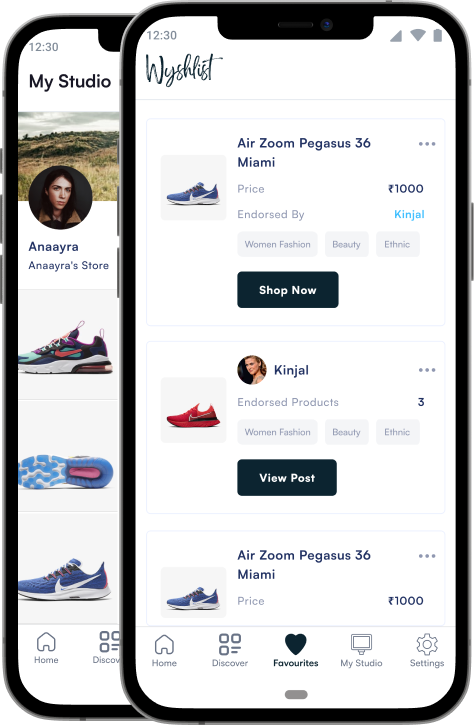 12:30
My Studio
Anaayra
Anaayra's Store
Home
Discov
12:30
Wyshlist
Air Zoom Pegasus 36
Miami
Price ₹1000
Endorsed By Kinjal
Women Fashion Beauty Ethnic
Shop Now
Kinjal
Endorsed Products 3
Women Fashion Beauty Ethnic
View Post
Air Zoom Pegasus 36
Miami
Price ₹1000
Home Discover Favourites My Studio Settings